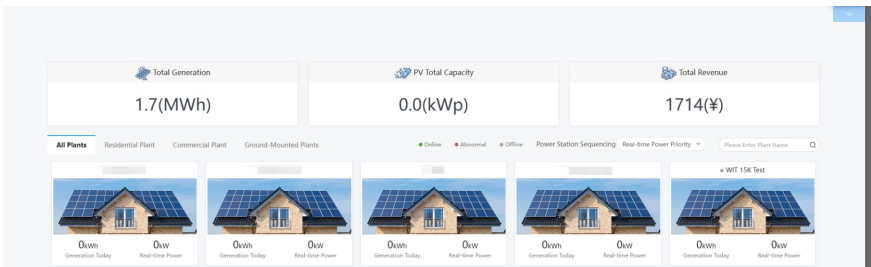 Total Generation
PV Total Capacity
Total Revenue
1.7(MWh)
0.0(kWp)
1714(¥)
All Plants Residential Plant Commercial Plant Ground-Mounted Plants Online Abnormal Offline Power Station Sequencing Real-time Power Priority Please Enter Plant Name
WIT 15K Test
0kWh 0kW 0kWh 0kW 0kWh 0kW 0kWh 0kW 0kWh 0kW
Generation Today Real-time Power Generation Today Real-time Power Generation Today Real-time Power Generation Today Real-time Power Generation Today Real-time Power